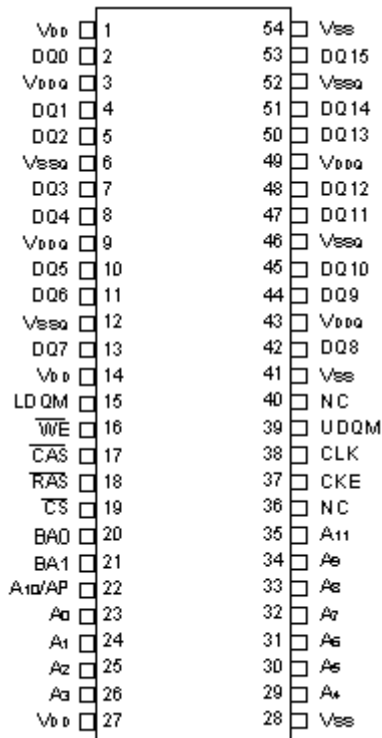 VDD 1 54 VSS
DQ0 2 53 DQ15
VDDQ 3 52 VSSQ
DQ1 4 51 DQ14
DQ2 5 50 DQ13
VSSQ 6 49 VDDQ
DQ3 7 48 DQ12
DQ4 8 47 DQ11
VDDQ 9 46 VSSQ
DQ5 10 45 DQ10
DQ6 11 44 DQ9
VSSQ 12 43 VDDQ
DQ7 13 42 DQ8
VDD 14 41 VSS
LDQM 15 40 NC
WE 16 39 UDQM
CAS 17 38 CLK
RAS 18 37 CKE
CS 19 36 NC
BA0 20 35 A11
BA1 21 34 A9
A10/AP 22 33 A8
A0 23 32 A7
A1 24 31 A6
A2 25 30 A5
A3 26 29 A4
VDD 27 28 VSS